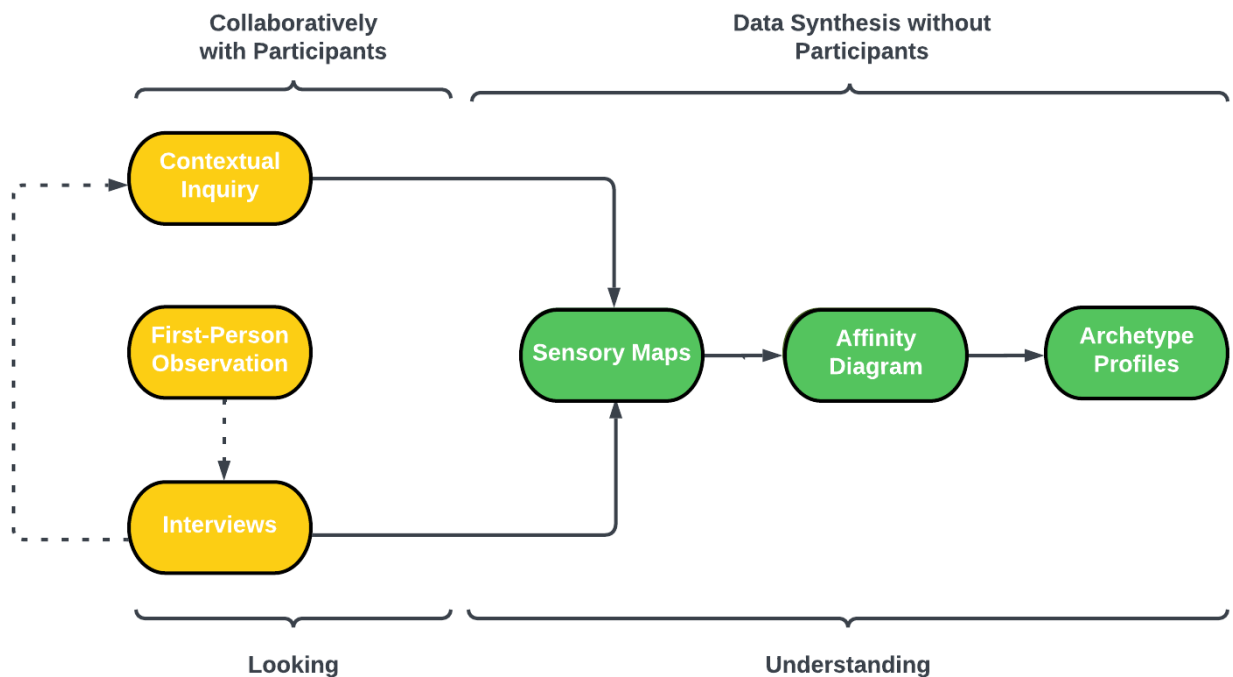 Collaboratively
with Participants
Data Synthesis without
Participants
Contextual
Inquiry
First-Person
Observation
Sensory Maps
Affinity
Diagram
Archetype
Profiles
Interviews
Looking
Understanding